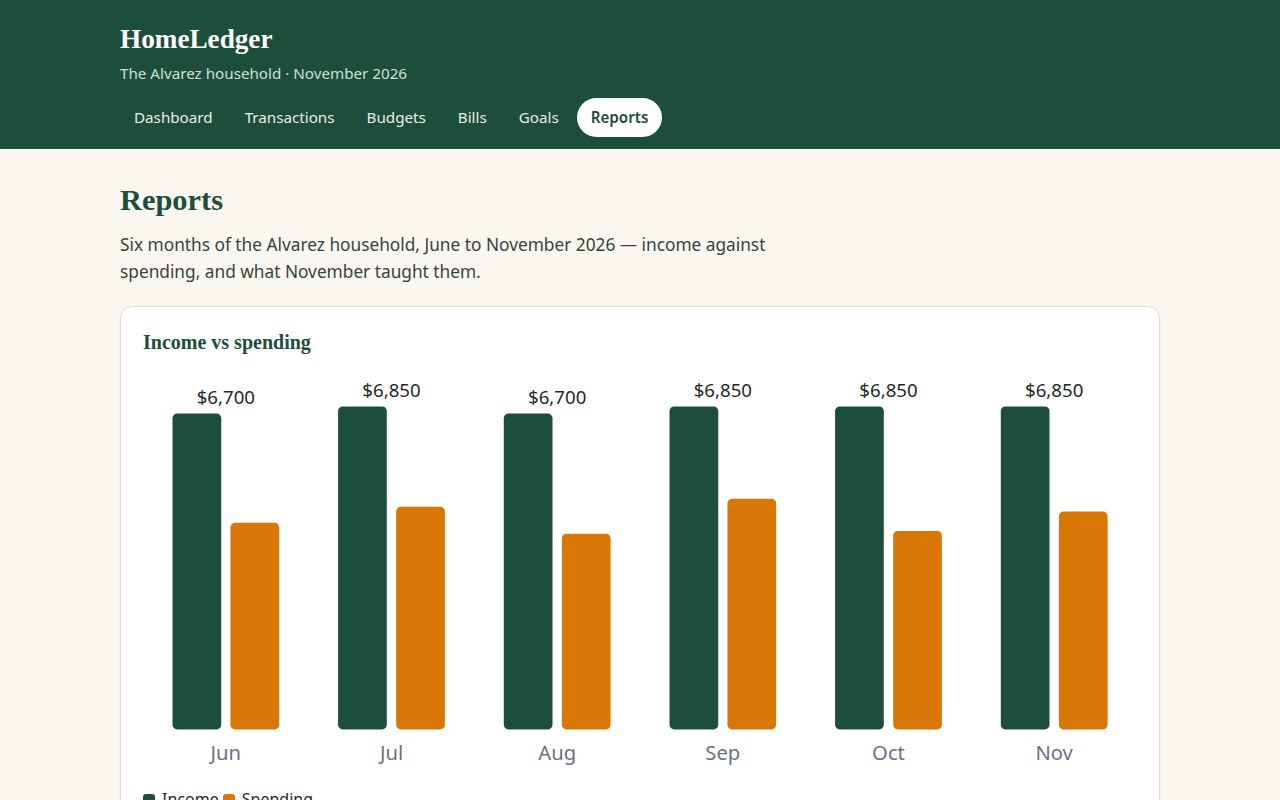 HomeLedger
The Alvarez household · November 2026
Dashboard Transactions Budgets Bills Goals Reports
Reports
Six months of the Alvarez household, June to November 2026 — income against
spending, and what November taught them.
Income vs spending
$6,700 $6,850 $6,700 $6,850 $6,850 $6,850
Jun Jul Aug Sep Oct Nov
Income Spending